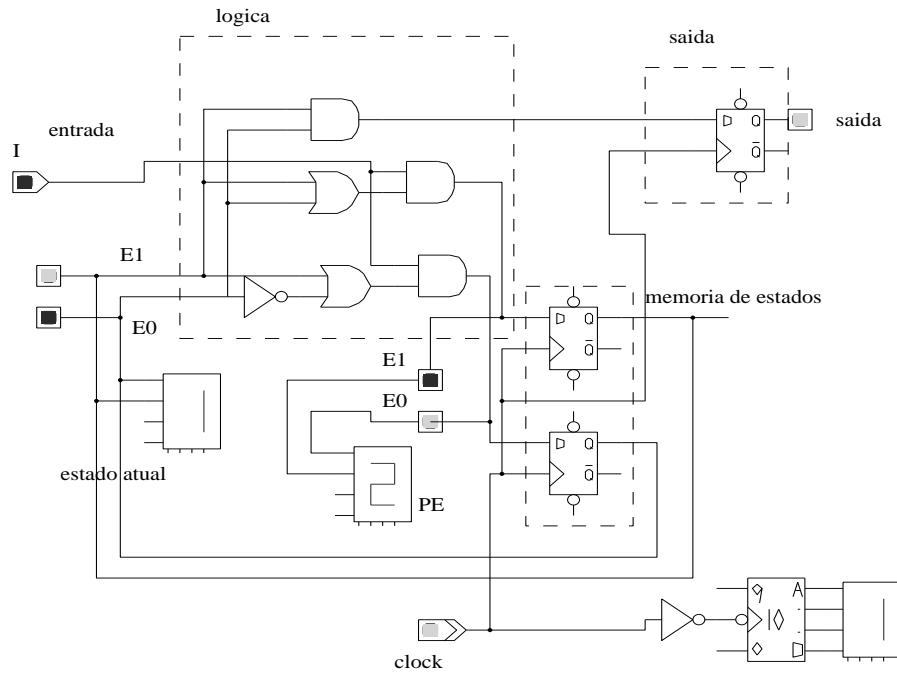 logica
saida
entrada
saida
I
E1
E0
memoria de estados
E1
E0
estado atual
PE
clock
D Q
Q
D Q
Q
D Q
Q
A
D